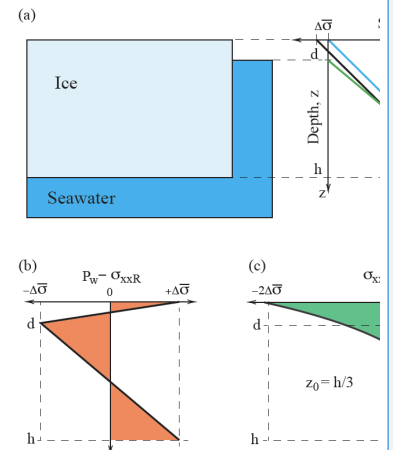 (a)
Δσ̅
d
Ice
Depth, z
h
Seawater
z
(b)
P_W − σ_xxR
−Δσ̅ 0 +Δσ̅
d
h
(c)
−2Δσ̅
d
z₀ = h/3
h